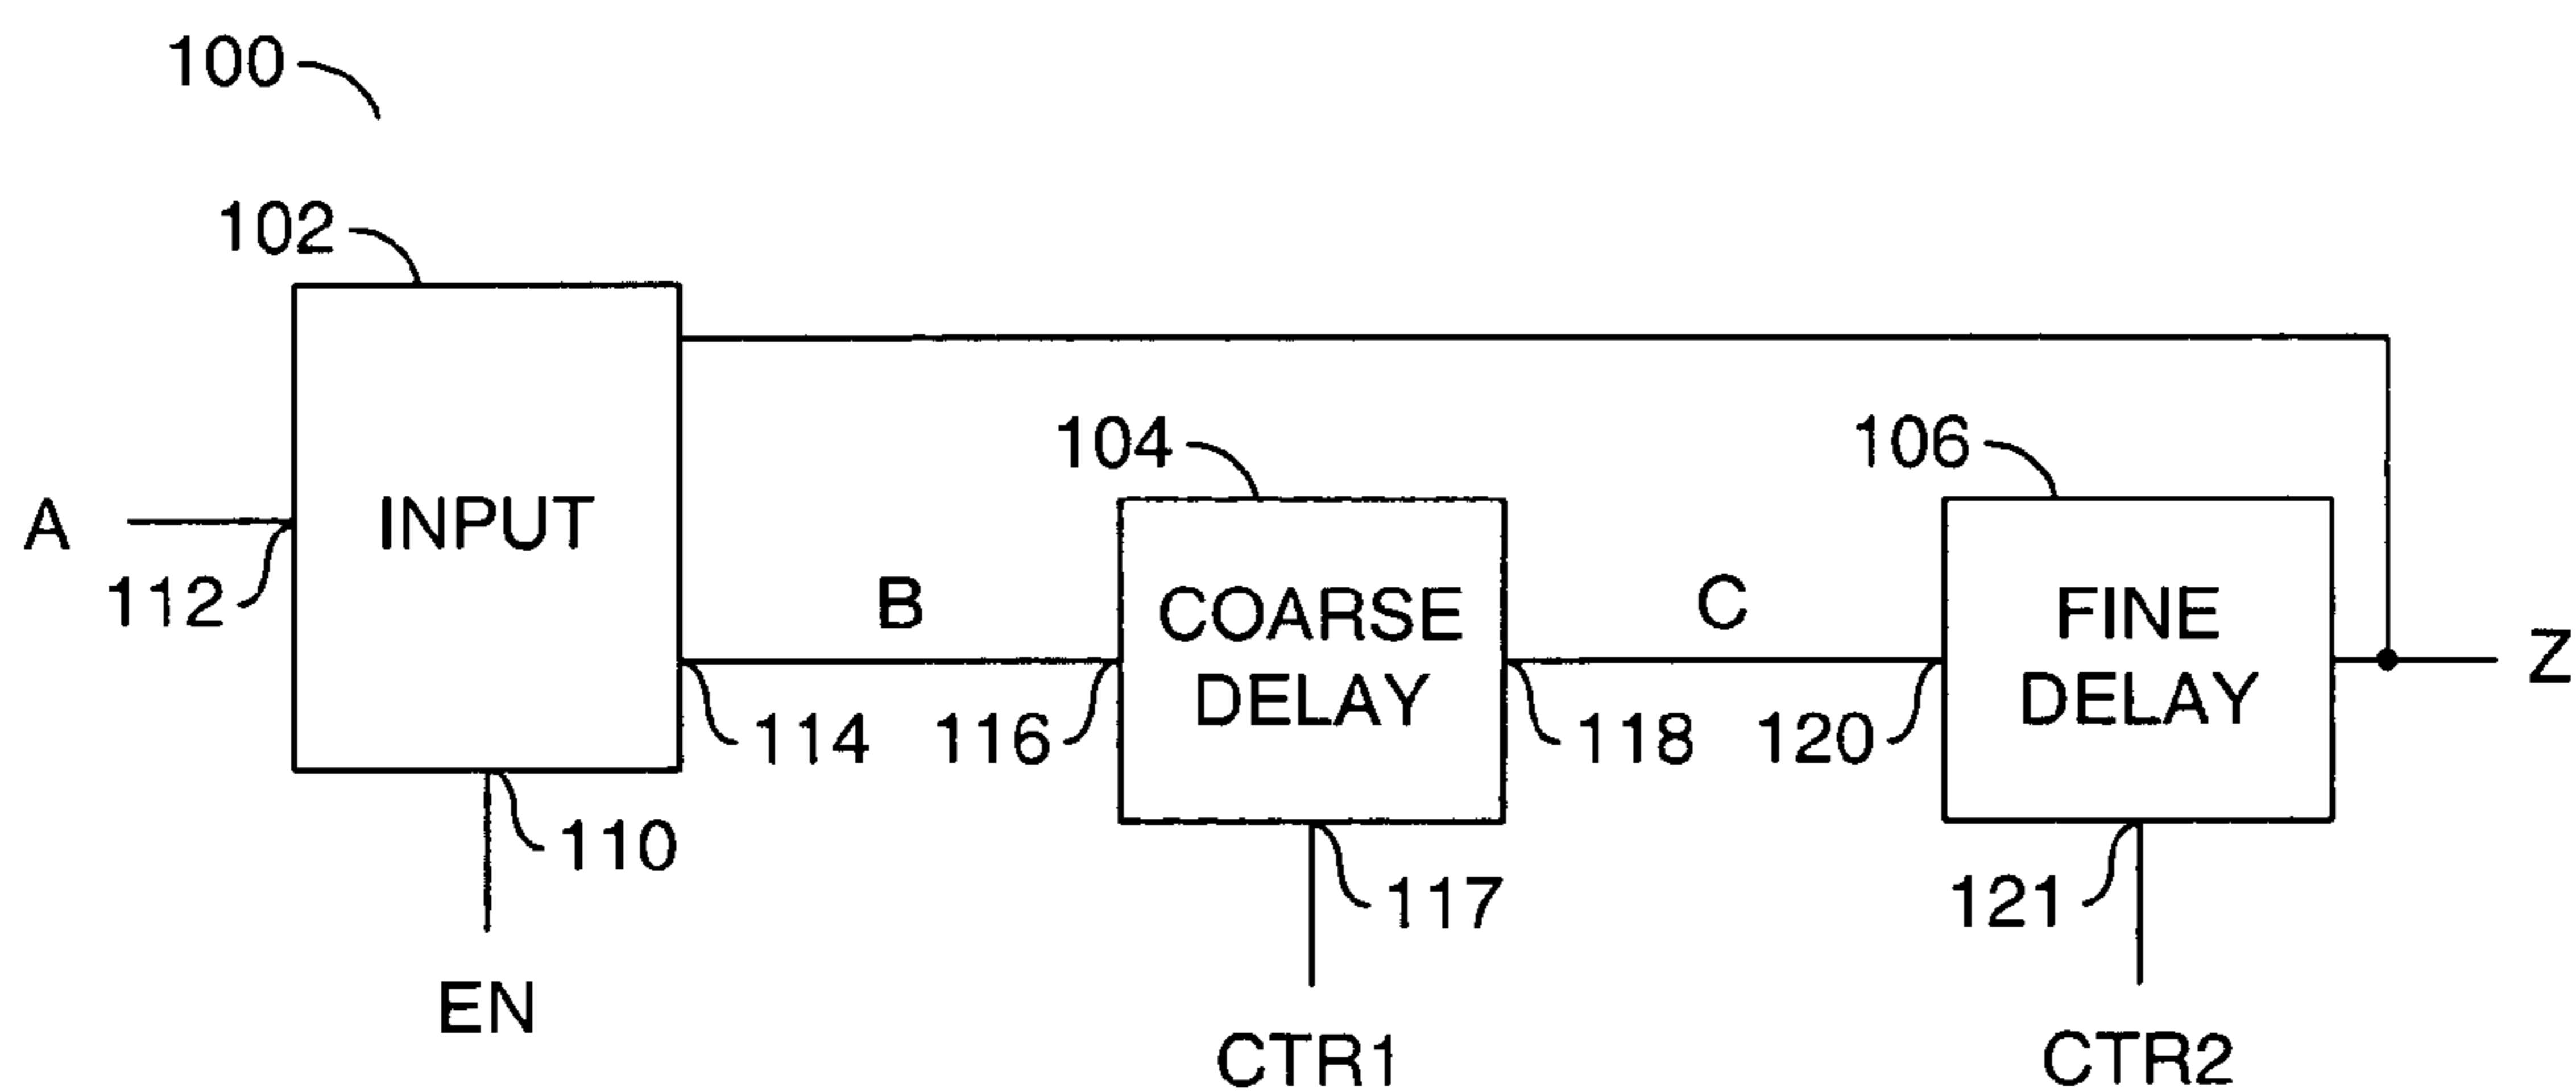 100
102
104
106
A
INPUT
112
B
COARSE
DELAY
C
FINE
DELAY
Z
114
116
118
120
110
117
121
EN
CTR1
CTR2